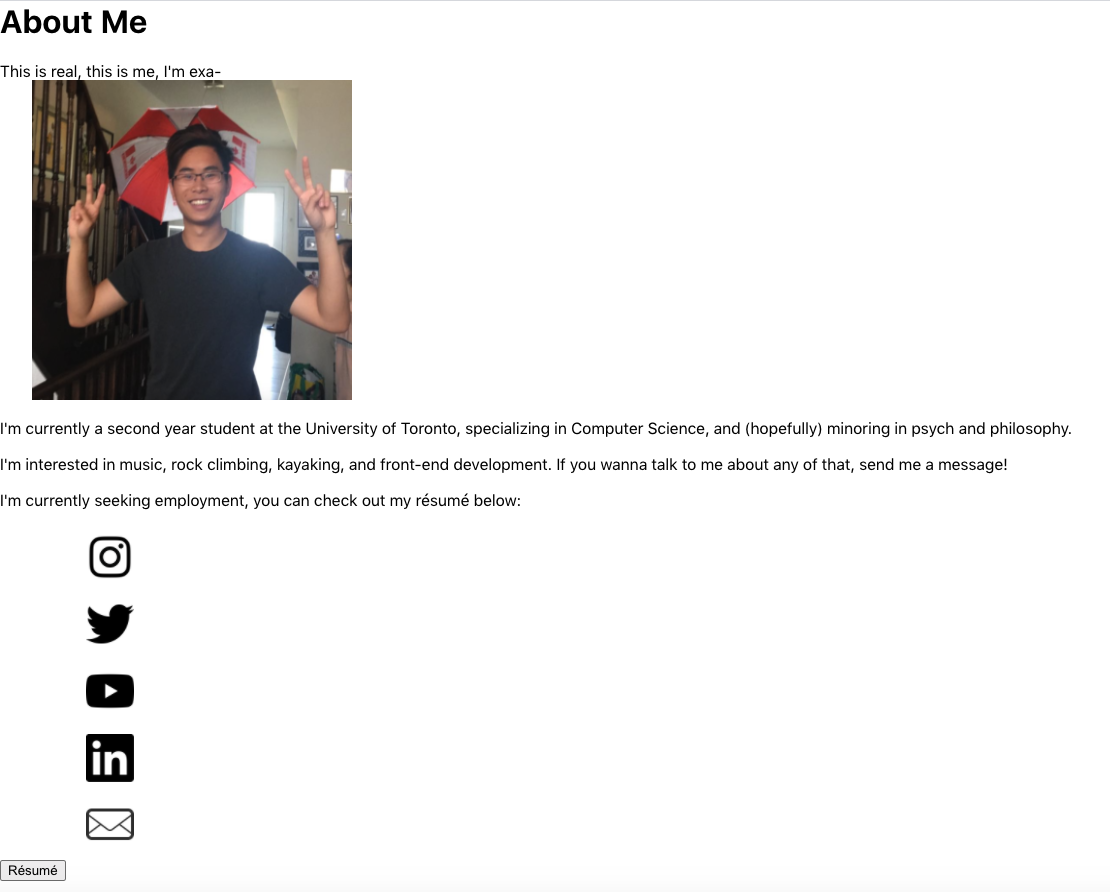 About Me
This is real, this is me, I'm exa-
I'm currently a second year student at the University of Toronto, specializing in Computer Science, and (hopefully) minoring in psych and philosophy.
I'm interested in music, rock climbing, kayaking, and front-end development. If you wanna talk to me about any of that, send me a message!
I'm currently seeking employment, you can check out my résumé below:
in
Résumé